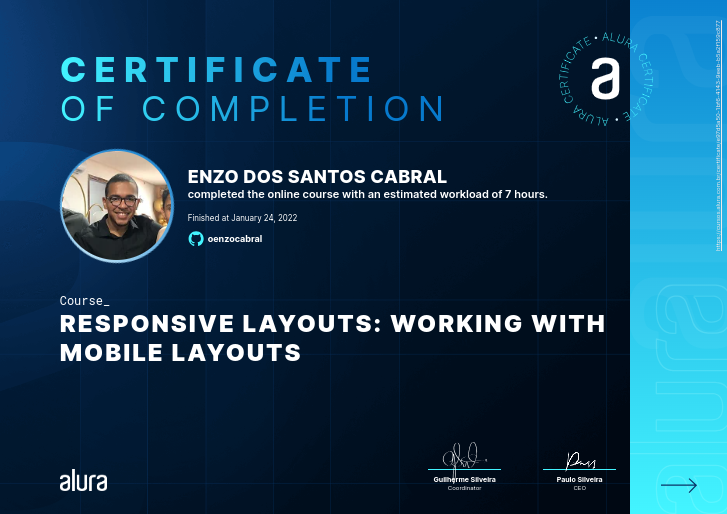 CERTIFICATE
OF COMPLETION
ALURA CERTIFICATE • ALURA CERTIFICATE •
a
ENZO DOS SANTOS CABRAL
completed the online course with an estimated workload of 7 hours.
Finished at January 24, 2022
oenzocabral
Course_
RESPONSIVE LAYOUTS: WORKING WITH
MOBILE LAYOUTS
alura
Guilherme Silveira
Coordinator
Paulo Silveira
CEO
alura